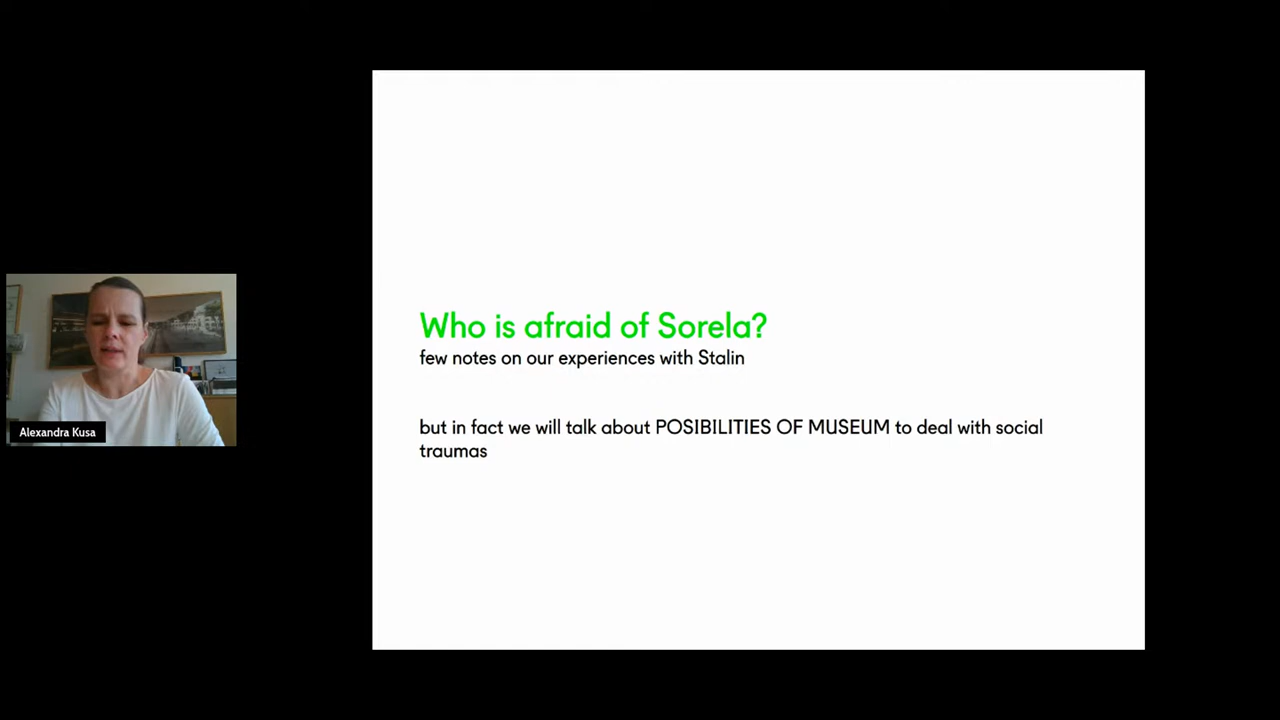 Who is afraid of Sorela?
few notes on our experiences with Stalin
but in fact we will talk about POSIBILITIES OF MUSEUM to deal with social
traumas
Alexandra Kusa